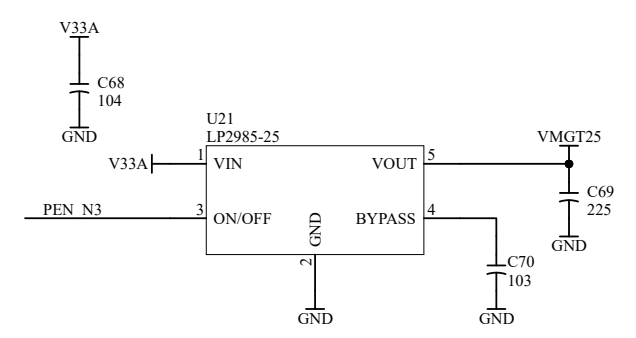 V33A
C68
104
GND
U21
LP2985-25
V33A
1
VIN
VOUT
5
VMGT25
C69
225
GND
PEN_N3
3
ON/OFF
GND
BYPASS
4
2
C70
103
GND
GND